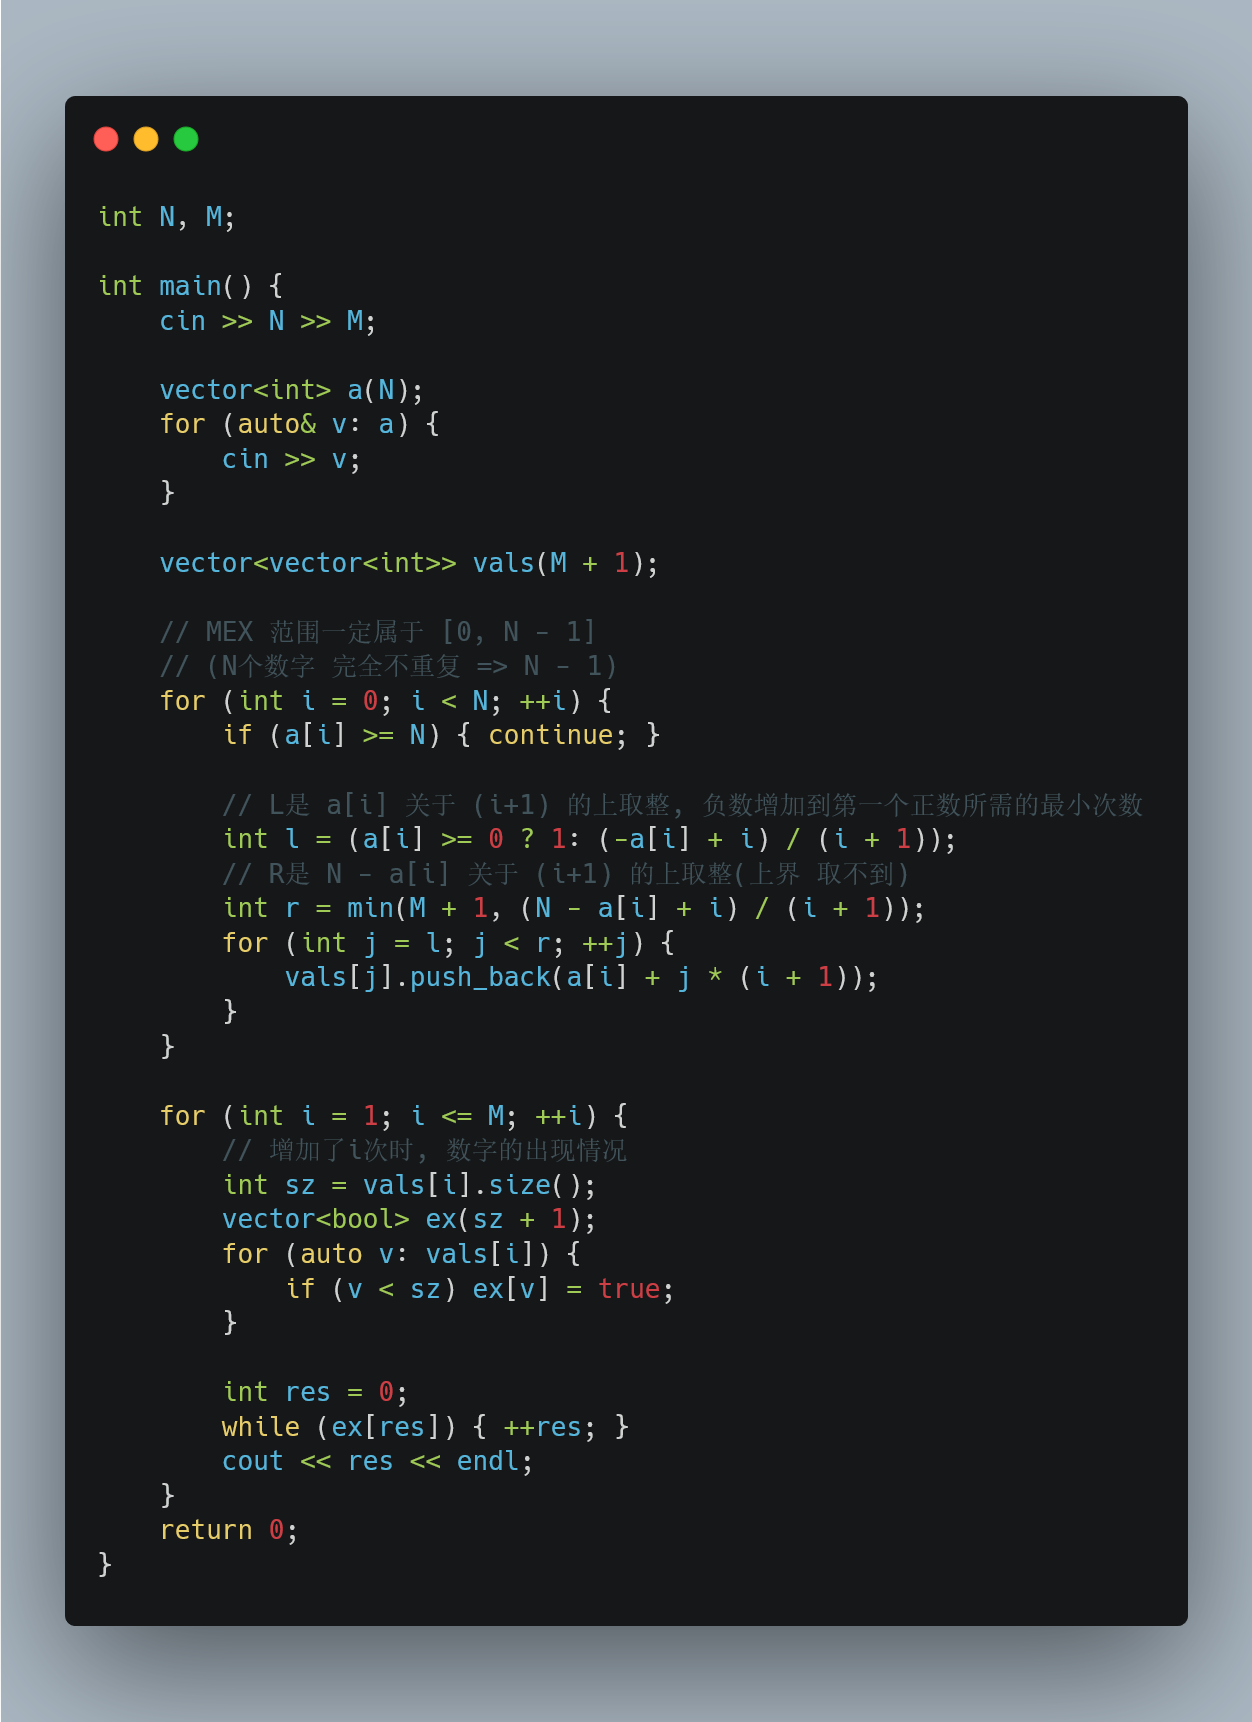 int N, M;

int main() {
    cin >> N >> M;

    vector<int> a(N);
    for (auto& v: a) {
        cin >> v;
    }

    vector<vector<int>> vals(M + 1);

    // MEX 范围一定属于 [0, N - 1]
    // (N个数字 完全不重复 => N - 1)
    for (int i = 0; i < N; ++i) {
        if (a[i] >= N) { continue; }

        // L是 a[i] 关于 (i+1) 的上取整, 负数增加到第一个正数所需的最小次数
        int l = (a[i] >= 0 ? 1: (-a[i] + i) / (i + 1));
        // R是 N - a[i] 关于 (i+1) 的上取整(上界 取不到)
        int r = min(M + 1, (N - a[i] + i) / (i + 1));
        for (int j = l; j < r; ++j) {
            vals[j].push_back(a[i] + j * (i + 1));
        }
    }

    for (int i = 1; i <= M; ++i) {
        // 增加了i次时, 数字的出现情况
        int sz = vals[i].size();
        vector<bool> ex(sz + 1);
        for (auto v: vals[i]) {
            if (v < sz) ex[v] = true;
        }

        int res = 0;
        while (ex[res]) { ++res; }
        cout << res << endl;
    }
    return 0;
}